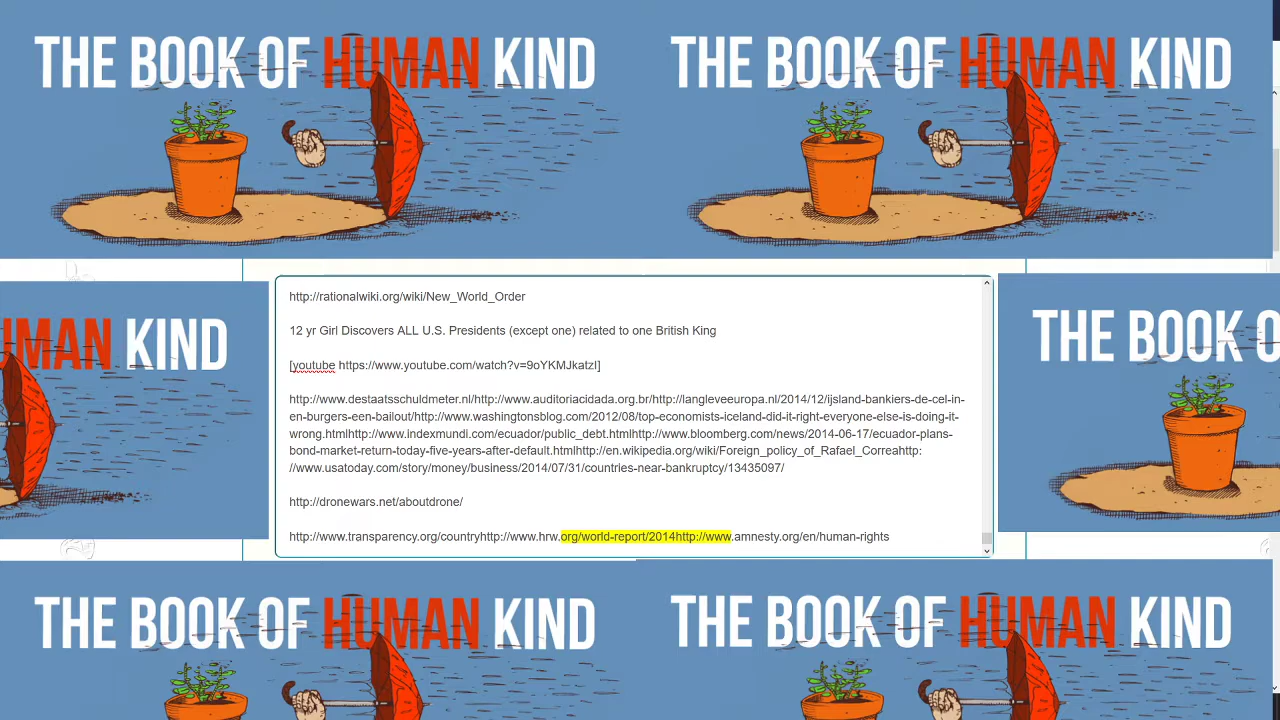 THE BOOK OF HUMAN KIND
THE BOOK OF HUMAN KIND
http://rationalwiki.org/wiki/New_World_Order
12 yr Girl Discovers ALL U.S. Presidents (except one) related to one British King
[youtube https://www.youtube.com/watch?v=9oYKMJkatzI]
http://www.destaatsschuldmeter.nl/http://www.auditoriacidada.org.br/http://langleveeuropa.nl/2014/12/ijsland-bankiers-de-cel-in-
en-burgers-een-bailout/http://www.washingtonsblog.com/2012/08/top-economists-iceland-did-it-right-everyone-else-is-doing-it-
wrong.htmlhttp://www.indexmundi.com/ecuador/public_debt.htmlhttp://www.bloomberg.com/news/2014-06-17/ecuador-plans-
bond-market-return-today-five-years-after-default.htmlhttp://en.wikipedia.org/wiki/Foreign_policy_of_Rafael_Correahttp:
//www.usatoday.com/story/money/business/2014/07/31/countries-near-bankruptcy/13435097/
http://dronewars.net/aboutdrone/
http://www.transparency.org/countryhttp://www.hrw.org/world-report/2014http://www.amnesty.org/en/human-rights
MAN KIND
THE BOOK O
THE BOOK OF HUMAN KIND
THE BOOK OF HUMAN KIND